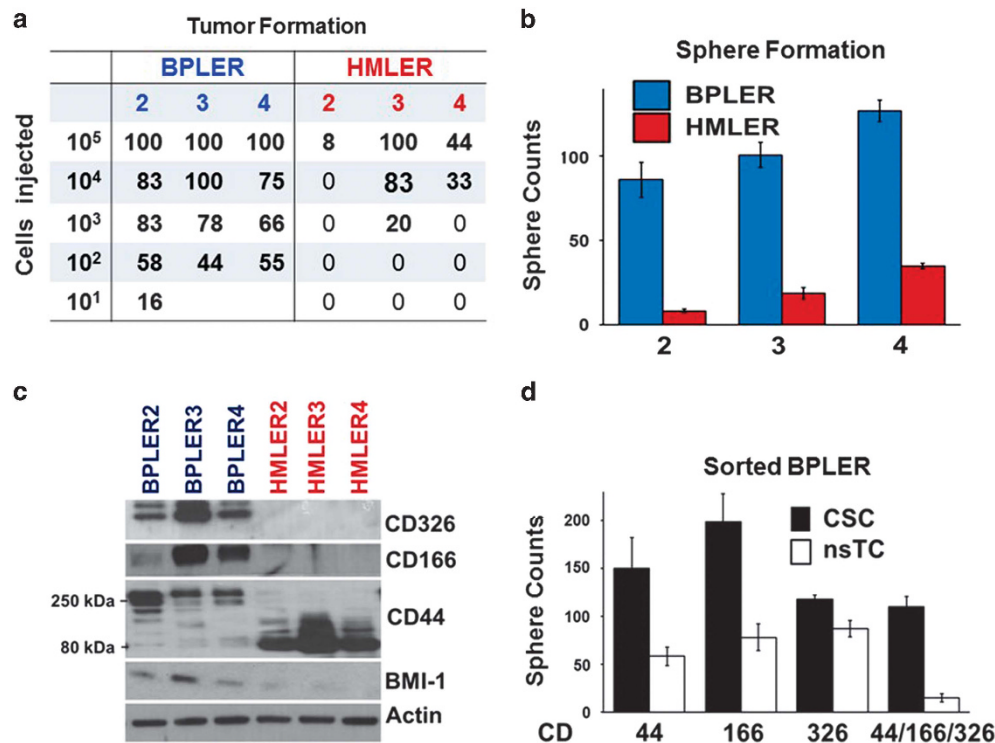 a
Tumor Formation
BPLER HMLER
2 3 4 2 3 4
Cells injected
10⁵ 100 100 100 8 100 44
10⁴ 83 100 75 0 83 33
10³ 83 78 66 0 20 0
10² 58 44 55 0 0 0
10¹ 16 0 0 0
b
Sphere Formation
BPLER
HMLER
Sphere Counts
100
50
0
2 3 4
c
BPLER2
BPLER3
BPLER4
HMLER2
HMLER3
HMLER4
CD326
CD166
250 kDa
CD44
80 kDa
BMI-1
Actin
d
Sorted BPLER
CSC
nsTC
Sphere Counts
200
150
100
50
0
CD 44 166 326 44/166/326